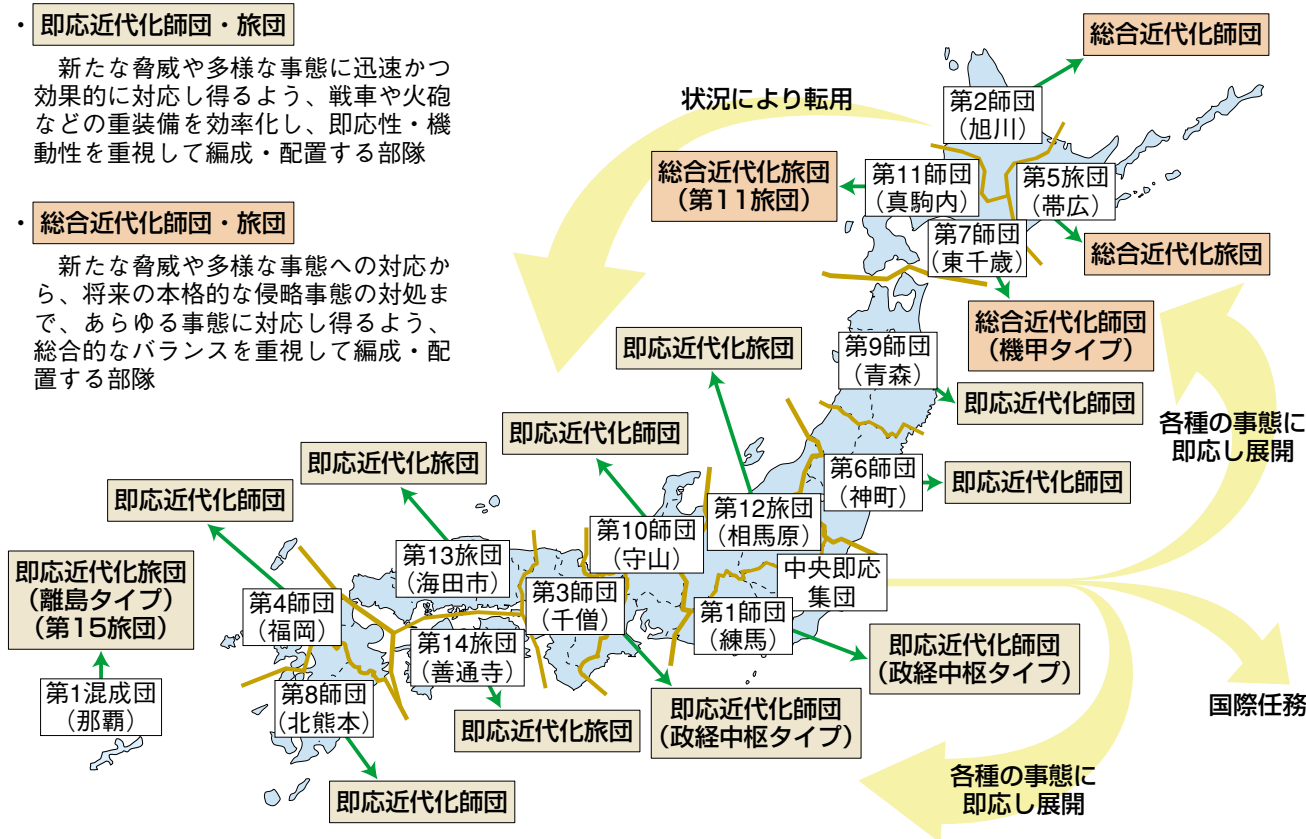 ・即応近代化師団・旅団
新たな脅威や多様な事態に迅速かつ
効果的に対応し得るよう、戦車や火砲
などの重装備を効率化し、即応性・機
動性を重視して編成・配置する部隊
・総合近代化師団・旅団
新たな脅威や多様な事態への対応か
ら、将来の本格的な侵略事態の対処ま
で、あらゆる事態に対応し得るよう、
総合的なバランスを重視して編成・配
置する部隊
総合近代化師団
状況により転用
第2師団
（旭川）
総合近代化旅団
（第11旅団）
第11師団
（真駒内）
第5旅団
（帯広）
第7師団
（東千歳）
総合近代化旅団
総合近代化師団
（機甲タイプ）
即応近代化旅団
第9師団
（青森）
即応近代化師団
各種の事態に
即応し展開
即応近代化師団
第6師団
（神町）
即応近代化師団
即応近代化旅団
即応近代化師団
第12旅団
（相馬原）
第10師団
（守山）
第13旅団
（海田市）
中央即応
集団
即応近代化旅団
（離島タイプ）
（第15旅団）
第4師団
（福岡）
第3師団
（千僧）
第1師団
（練馬）
第14旅団
（善通寺）
即応近代化師団
（政経中枢タイプ）
第1混成団
（那覇）
第8師団
（北熊本）
即応近代化旅団
即応近代化師団
（政経中枢タイプ）
国際任務
即応近代化師団
各種の事態に
即応し展開